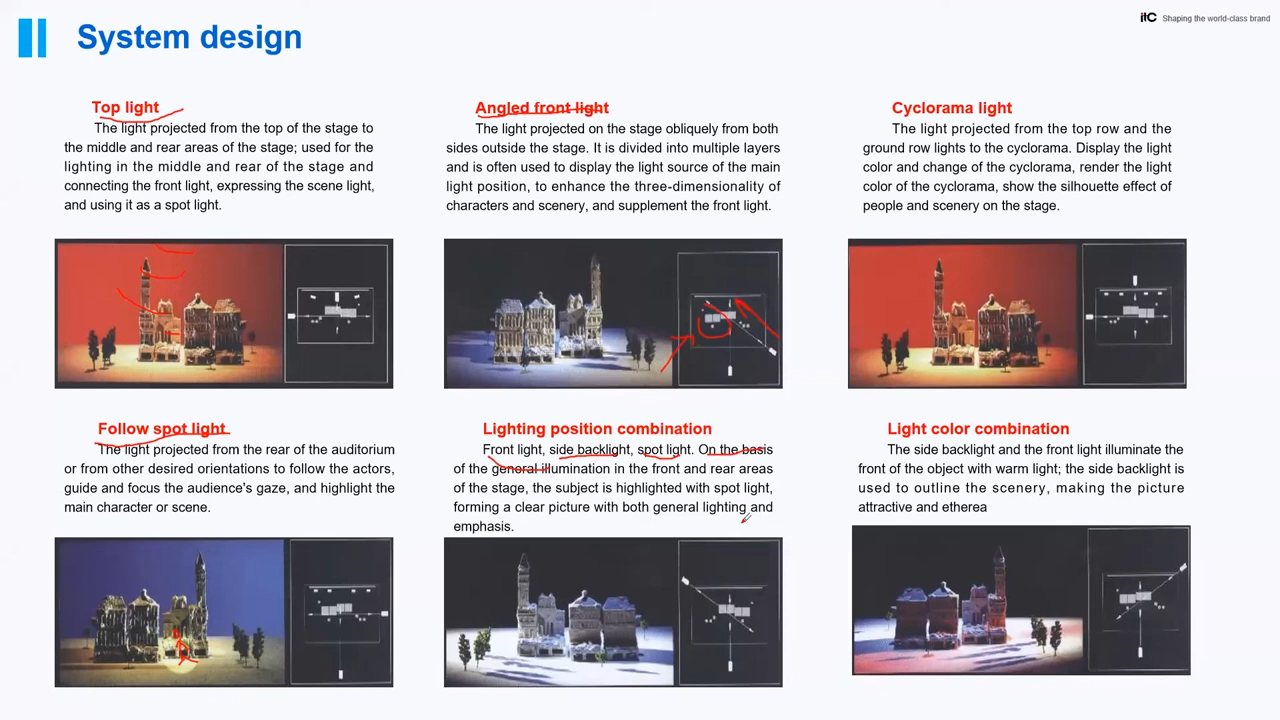 itC Shaping the world-class brand
System design
Top light
The light projected from the top of the stage to
the middle and rear areas of the stage; used for
the lighting in the middle and rear of the stage and
connecting the front light, expressing the scene light,
and using it as a spot light.
Angled front light
The light projected on the stage obliquely from both
sides outside the stage. It is divided into multiple layers
and is often used to display the light source of the main
light position, to enhance the three-dimensionality of
characters and scenery, and supplement the front light.
Cyclorama light
The light projected from the top row and the
ground row lights to the cyclorama. Display the light
color and change of the cyclorama, render the light
color of the cyclorama, show the silhouette effect of
people and scenery on the stage.
Follow spot light
The light projected from the rear of the auditorium
or from other desired orientations to follow the actors,
guide and focus the audience's gaze, and highlight the
main character or scene.
Lighting position combination
Front light, side backlight, spot light. On the basis
of the general illumination in the front and rear areas
of the stage, the subject is highlighted with spot light,
forming a clear picture with both general lighting and
emphasis.
Light color combination
The side backlight and the front light illuminate the
front of the object with warm light; the side backlight is
used to outline the scenery, making the picture
attractive and etherea